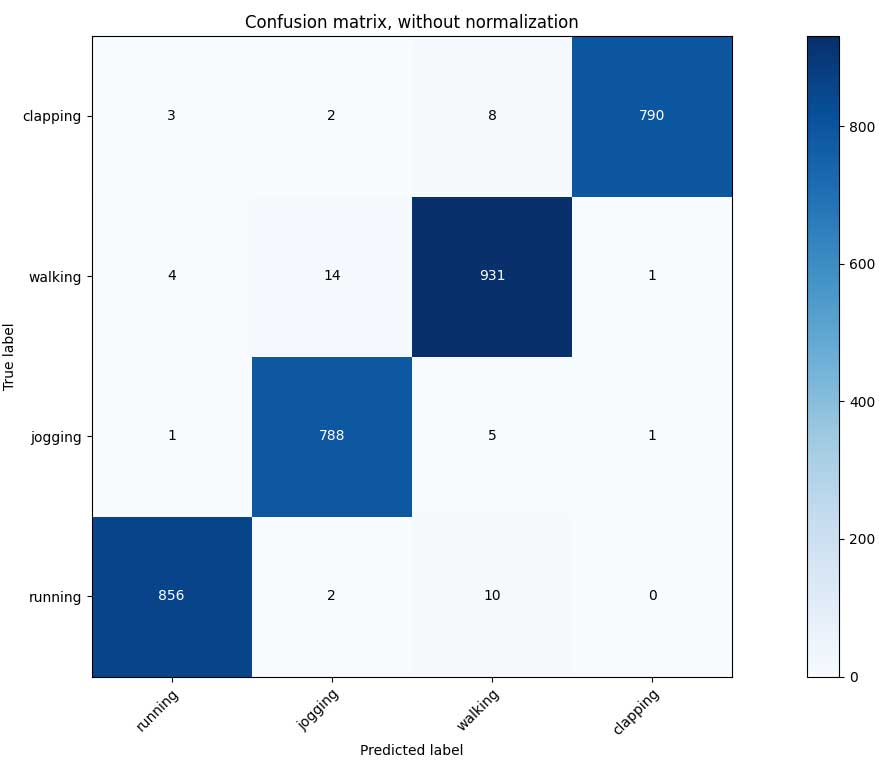 Confusion matrix, without normalization
True label
clapping 3 2 8 790
walking 4 14 931 1
jogging 1 788 5 1
running 856 2 10 0
running jogging walking clapping
Predicted label
800
600
400
200
0